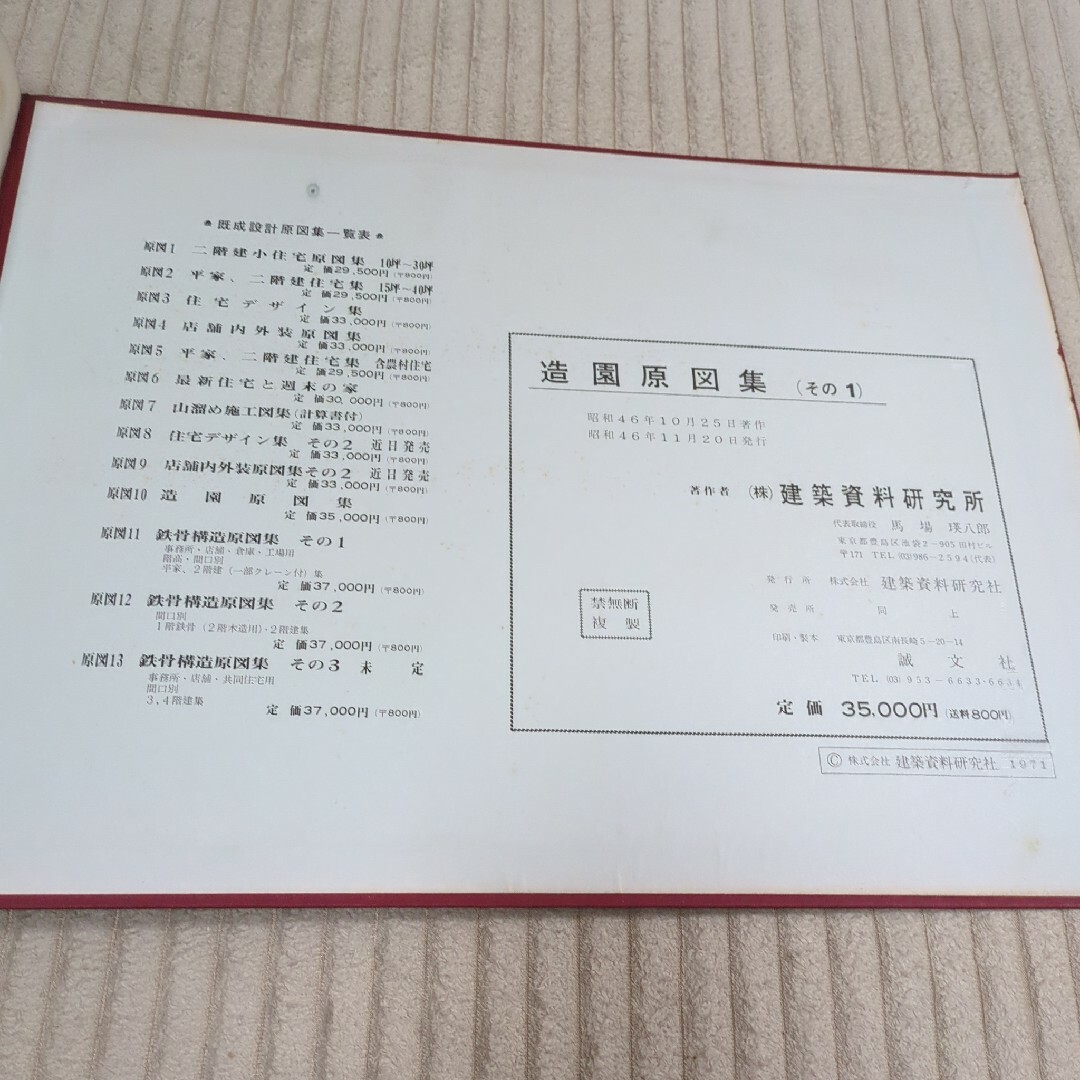 既成設計原図集一覧表
原図1 二階建小住宅原図集 10坪~30坪
定価29,500円(〒800円)
原図2 平家、二階建住宅集 15坪~40坪
定価29,500円(〒800円)
原図3 住宅デザイン集
定価33,000円(〒800円)
原図4 店舗内外装原図集
定価33,000円(〒800円)
原図5 平家、二階建住宅集 含農村住宅
定価29,500円(〒800円)
原図6 最新住宅と週末の家
定価30,000円(〒800円)
原図7 山溜め施工図集(計算書付)
定価33,000円(〒800円)
原図8 住宅デザイン集 その2 近日発売
定価33,000円(〒800円)
原図9 店舗内外装原図集その2 近日発売
定価33,000円(〒800円)
原図10 造園原図集
定価35,000円(〒800円)
原図11 鉄骨構造原図集 その1
事務所・店舗・倉庫、工場用
階高・間口別
平家、2階建(一部クレーン付)集
定価37,000円(〒800円)
原図12 鉄骨構造原図集 その2
間口別
1階鉄骨(2階木造用)・2階建集
定価37,000円(〒800円)
原図13 鉄骨構造原図集 その3 未定
事務所・店舗・共同住宅用
間口別
3,4階建集
定価37,000円(〒800円)
造園原図集(その1)
昭和46年10月25日著作
昭和46年11月20日発行
著作者 (株)建築資料研究所
代表取締役 馬場瑛八郎
東京都豊島区池袋2-905田村ビル
〒171 TEL(03)985-2594(代表)
発行所 株式会社 建築資料研究社
発売所 同上
禁無断
複製
印刷・製本 東京都豊島区南長崎5-20-14
誠文社
TEL (03)953-6633・6634
定価 35,000円(送料800円)
© 株式会社 建築資料研究社 1971